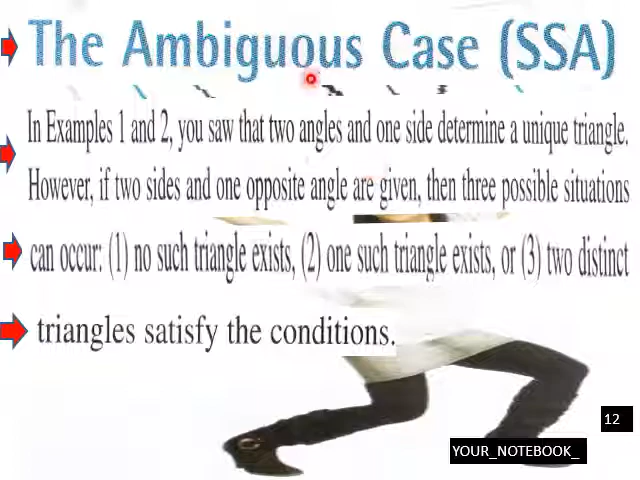 The Ambiguous Case (SSA)
In Examples 1 and 2, you saw that two angles and one side determine a unique triangle.
However, if two sides and one opposite angle are given, then three possible situations
can occur: (1) no such triangle exists, (2) one such triangle exists, or (3) two distinct
triangles satisfy the conditions.
12
YOUR_NOTEBOOK_